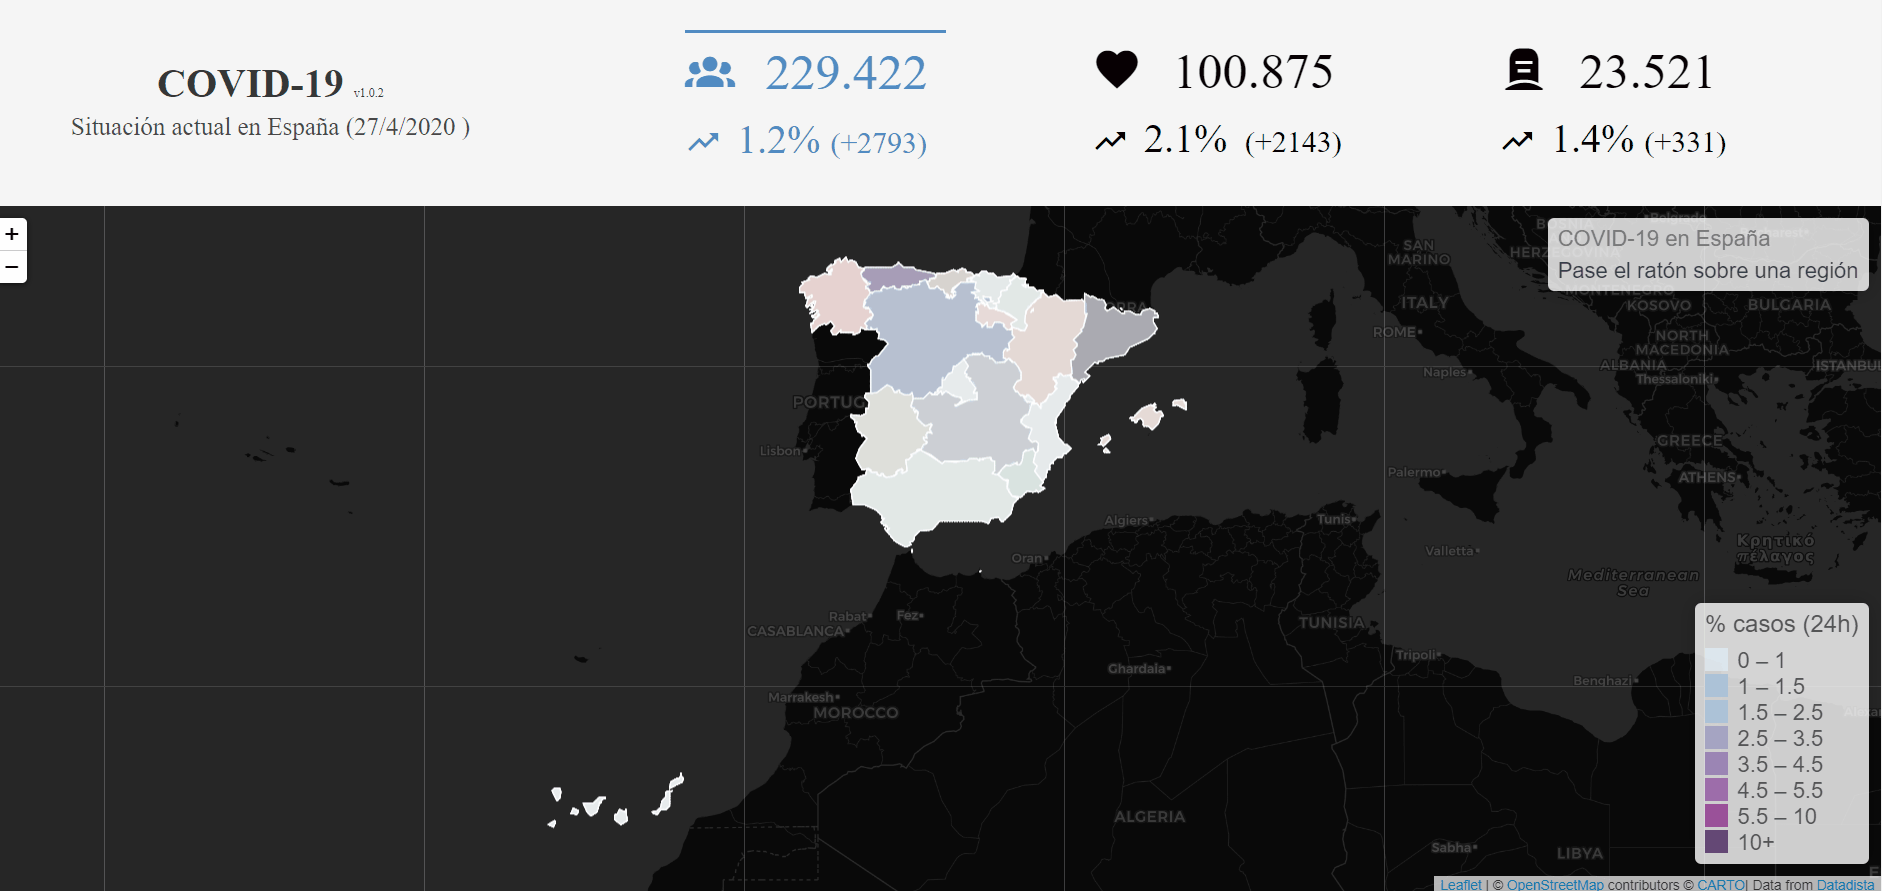 COVID-19 v1.0.2
Situación actual en España (27/4/2020 )
229.422
1.2% (+2793)
100.875
2.1% (+2143)
23.521
1.4% (+331)
+
−
COVID-19 en España
Pase el ratón sobre una región
Belgrade
SAN
MARINO
HERZEGOVINA
MONTENEGRO
ITALY
KOSOVO
BULGARIA
ROME
NORTH
MACEDONIA
ALBANIA
ISTANBUL
Naples
Thessaloniki
PORTUG
Lisbon
GREECE
Palermo
ATHENS
Algiers
Tunis
Oran
Valletta
Κρητικό
πέλαγος
Mediterranean
Sea
Rabat
Fez
CASABLANCA
TUNISIA
Tripoli
Ghardaia
Benghazi
Marrakesh
MOROCCO
ALGERIA
Sabha
LIBYA
% casos (24h)
0 – 1
1 – 1.5
1.5 – 2.5
2.5 – 3.5
3.5 – 4.5
4.5 – 5.5
5.5 – 10
10+
Leaflet | © OpenStreetMap contributors © CARTO| Data from Datadista